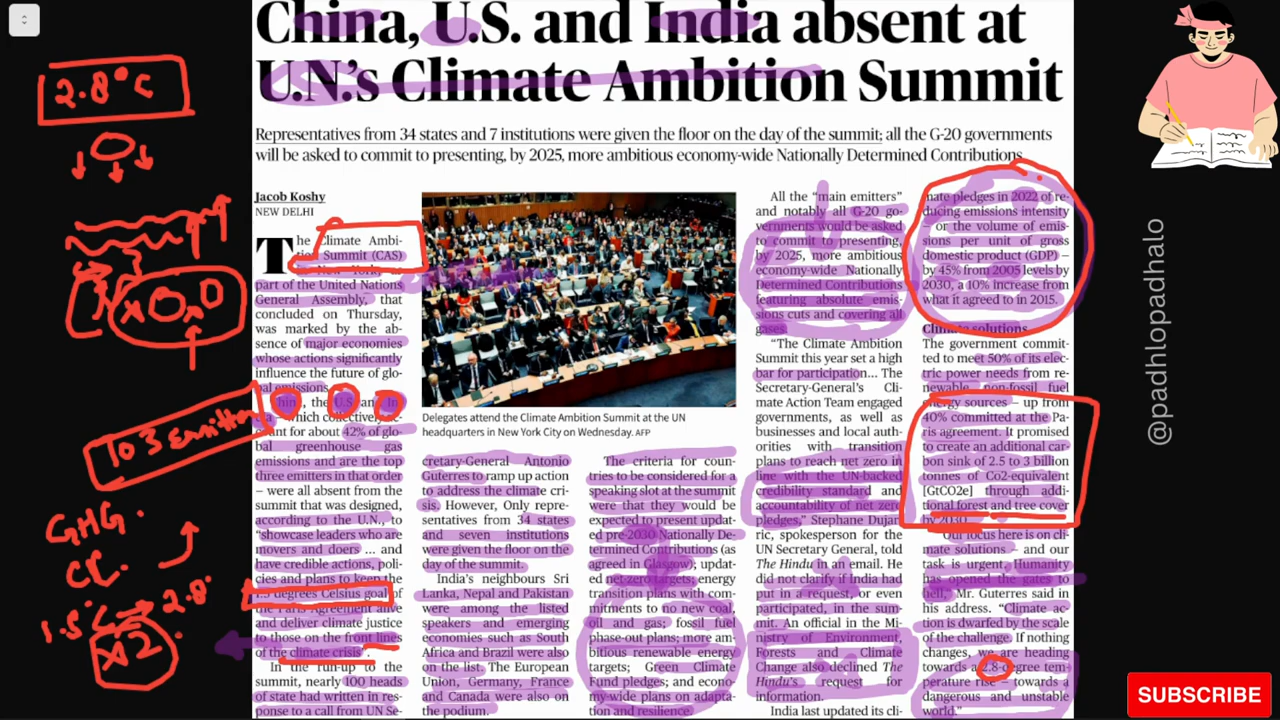 China, U.S. and India absent at
U.N.'s Climate Ambition Summit
Representatives from 34 states and 7 institutions were given the floor on the day of the summit; all the G-20 governments
will be asked to commit to presenting, by 2025, more ambitious economy-wide Nationally Determined Contributions
Jacob Koshy
NEW DELHI
The Climate Ambi-
Summit (CAS)
in New York, as
part of the United Nations
General Assembly, that
concluded on Thursday,
was marked by the ab-
sence of major economies
whose actions significantly
influence the future of glo-
bal emissions.
the U.S. and In-
which collectively
for about 42% of glo-
bal greenhouse gas
emissions and are the top
three emitters in that order
– were all absent from the
summit that was designed,
according to the U.N., to
“showcase leaders who are
movers and doers ... and
have credible actions, poli-
cies and plans to keep the
1.5 degrees Celsius goal of
the Paris Agreement alive
and deliver climate justice
to those on the front lines
of the climate crisis”.
In the run-up to the
summit, nearly 100 heads
of state had written in res-
ponse to a call from UN Se-
Delegates attend the Climate Ambition Summit at the UN
headquarters in New York City on Wednesday. AFP
cretary-General Antonio
Guterres to ramp up action
to address the climate cri-
sis. However, Only repre-
sentatives from 34 states
and seven institutions
were given the floor on the
day of the summit.
India's neighbours Sri
Lanka, Nepal and Pakistan
were among the listed
speakers and emerging
economies such as South
Africa and Brazil were also
on the list. The European
Union, Germany, France
and Canada were also on
the podium.
The criteria for coun-
tries to be considered for a
speaking slot at the summit
were that they would be
expected to present updat-
ed pre-2030 Nationally De-
termined Contributions (as
agreed in Glasgow); updat-
ed net-zero targets; energy
transition plans with com-
mitments to no new coal,
oil and gas; fossil fuel
phase-out plans; more am-
bitious renewable energy
targets; Green Climate
Fund pledges; and econo-
my-wide plans on adapta-
tion and resilience.
All the “main emitters”
and notably all G-20 go-
vernments would be asked
to commit to presenting,
by 2025, more ambitious
economy-wide Nationally
Determined Contributions
featuring absolute emis-
sions cuts and covering all
gases.
“The Climate Ambition
Summit this year set a high
bar for participation... The
Secretary-General's Cli-
mate Action Team engaged
governments, as well as
businesses and local auth-
orities with transition
plans to reach net zero in
line with the UN-backed
credibility standard and
accountability of net zero
pledges,” Stephane Dujar-
ric, spokesperson for the
UN Secretary General, told
The Hindu in an email. He
did not clarify if India had
put in a request, or even
participated, in the sum-
mit. An official in the Mi-
nistry of Environment,
Forests and Climate
Change also declined The
Hindu's request for
information.
India last updated its cli-
mate pledges in 2022 of re-
ducing emissions intensity
– or the volume of emis-
sions per unit of gross
domestic product (GDP) –
by 45% from 2005 levels by
2030, a 10% increase from
what it agreed to in 2015.
Climate solutions
The government commit-
ted to meet 50% of its elec-
tric power needs from re-
newable, non-fossil fuel
energy sources – up from
40% committed at the Pa-
ris agreement. It promised
to create an additional car-
bon sink of 2.5 to 3 billion
tonnes of Co2-equivalent
[GtCO2e] through addi-
tional forest and tree cover
by 2030.
“Our focus here is on cli-
mate solutions – and our
task is urgent. Humanity
has opened the gates to
hell,” Mr. Guterres said in
his address. “Climate ac-
tion is dwarfed by the scale
of the challenge. If nothing
changes, we are heading
towards a 2.8-degree tem-
perature rise – towards a
dangerous and unstable
world.”
2.8°C
GHG
1.5°C → 2.8°
x2
@padhlopadhalo
SUBSCRIBE